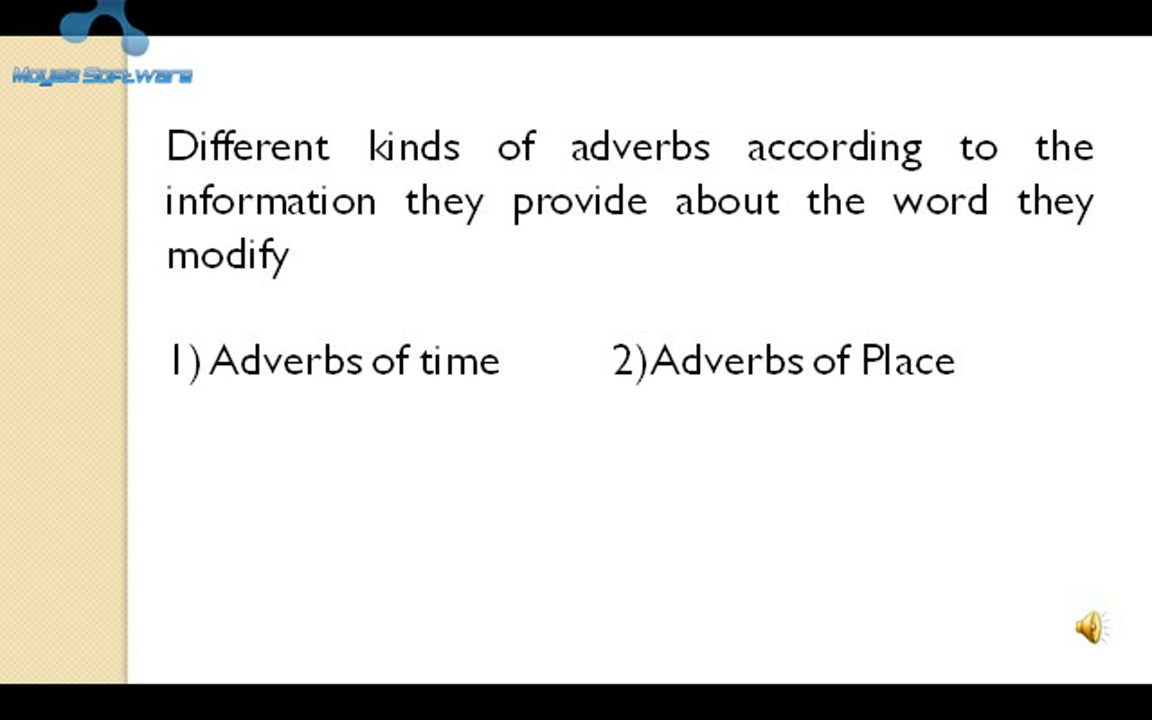 Moyea Software
Different kinds of adverbs according to the
information they provide about the word they
modify
1) Adverbs of time 2)Adverbs of Place